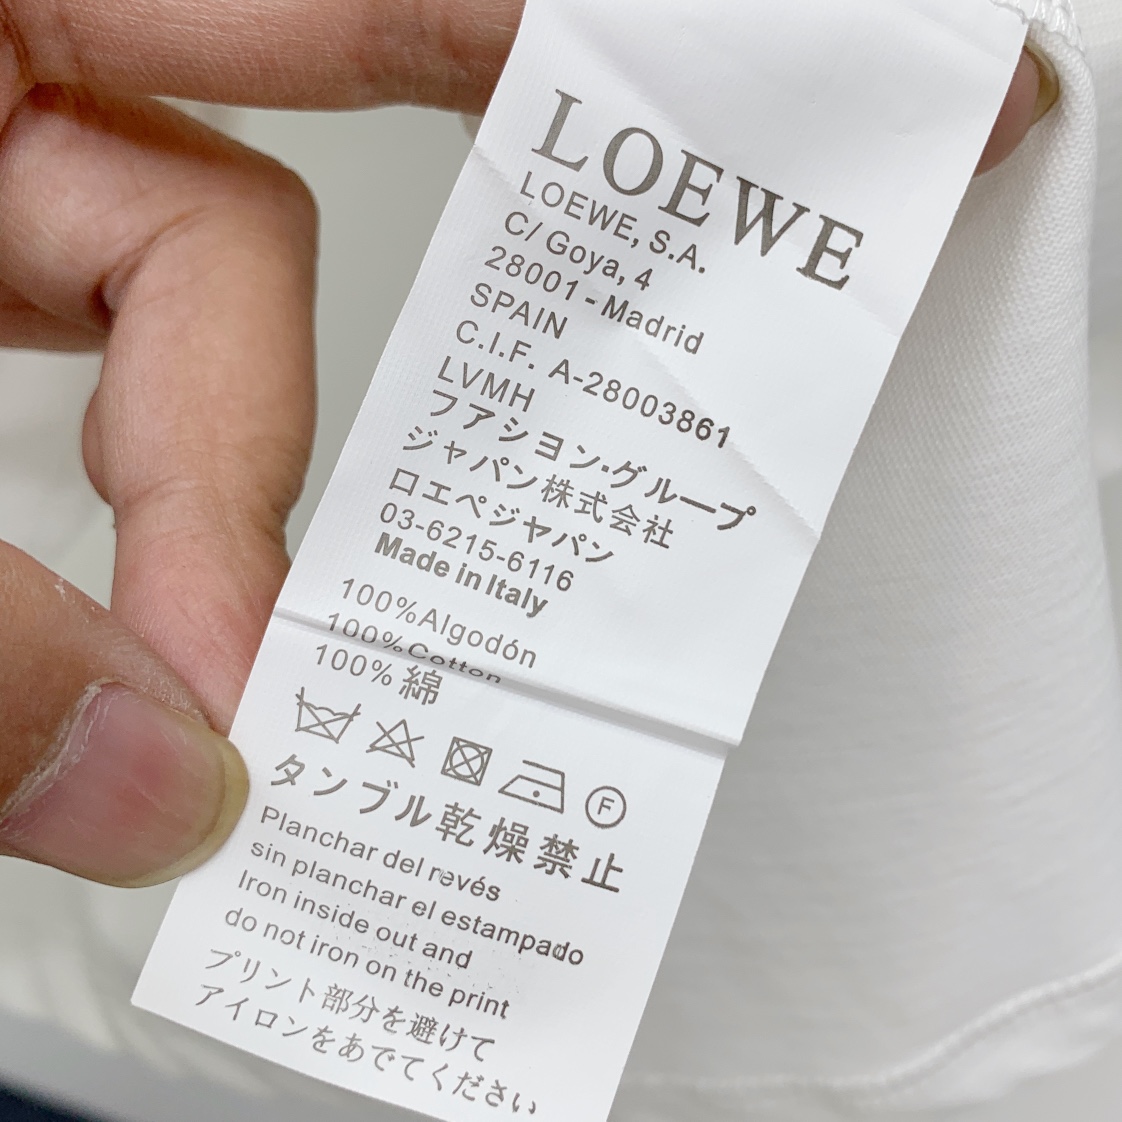 LOEWE
LOEWE, S.A.
C/ Goya, 4
28001 - Madrid
SPAIN
C.I.F. A-28003861
LVMH
フアシヨン・グループ
ジャパン株式会社
ロエペジャパン
03-6215-6116
Made in Italy
100%Algodón
100%Cotton
100%綿
F
タンブル乾燥禁止
Planchar del revés
sin planchar el estampado
Iron inside out and
do not iron on the print
プリント部分を避けて
アイロンをあでてください